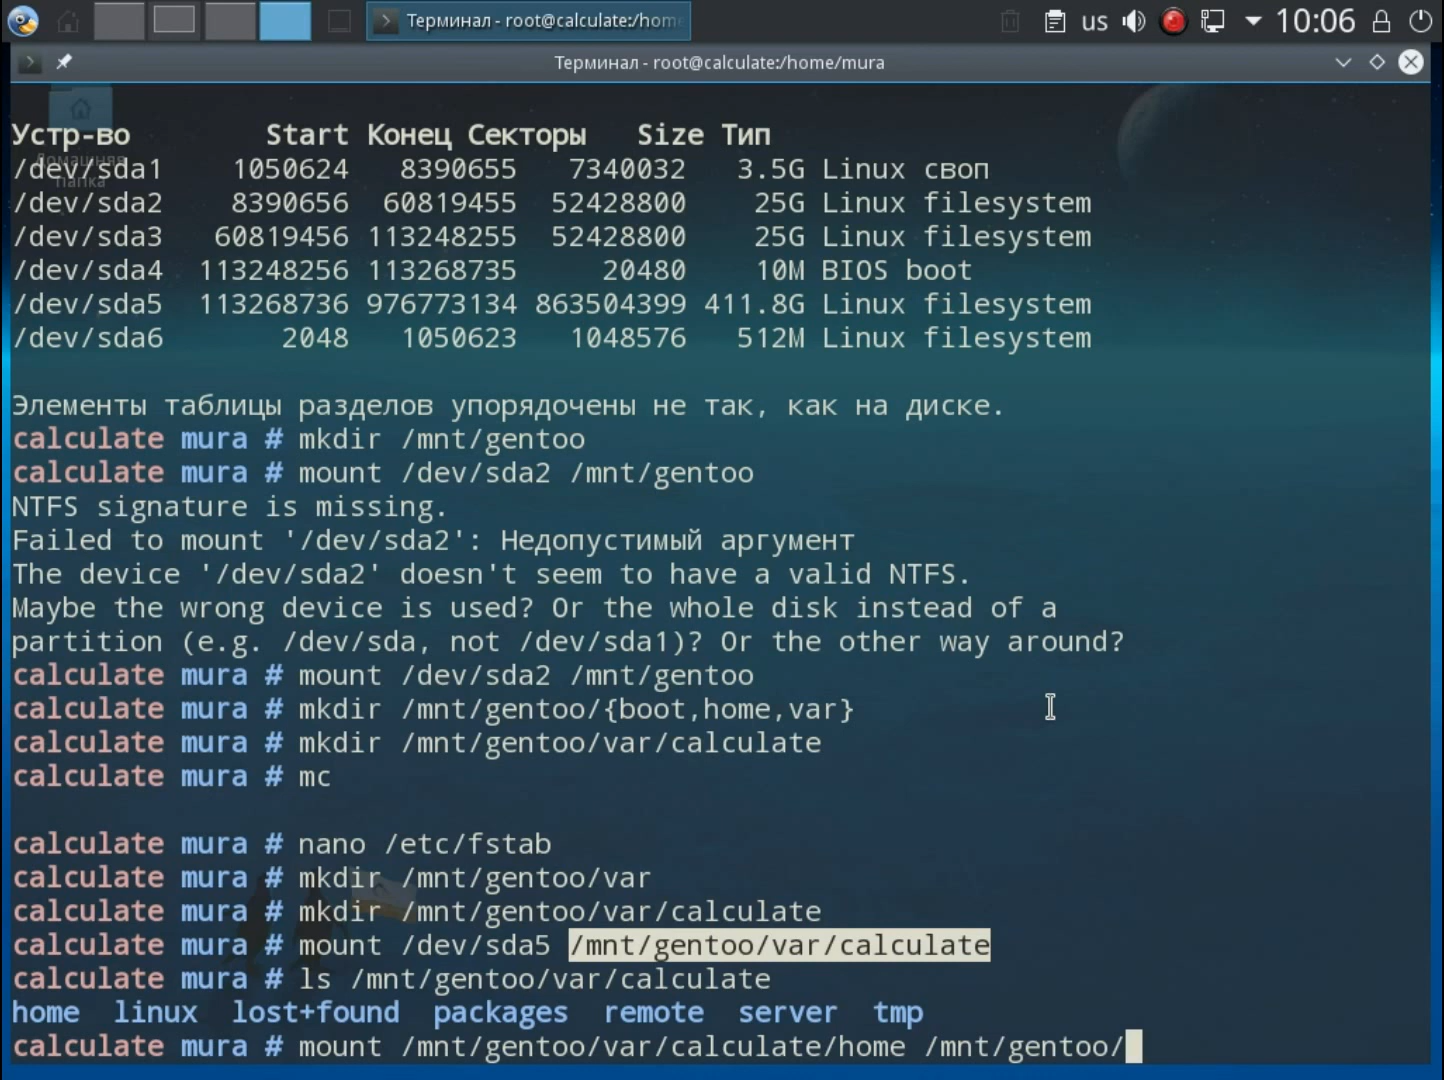 Терминал - root@calculate:/hom
us
10:06
Терминал - root@calculate:/home/mura
Домашняя
папка
Устр-во Start Конец Секторы Size Тип
/dev/sda1 1050624 8390655 7340032 3.5G Linux своп
/dev/sda2 8390656 60819455 52428800 25G Linux filesystem
/dev/sda3 60819456 113248255 52428800 25G Linux filesystem
/dev/sda4 113248256 113268735 20480 10M BIOS boot
/dev/sda5 113268736 976773134 863504399 411.8G Linux filesystem
/dev/sda6 2048 1050623 1048576 512M Linux filesystem
Элементы таблицы разделов упорядочены не так, как на диске.
calculate mura # mkdir /mnt/gentoo
calculate mura # mount /dev/sda2 /mnt/gentoo
NTFS signature is missing.
Failed to mount '/dev/sda2': Недопустимый аргумент
The device '/dev/sda2' doesn't seem to have a valid NTFS.
Maybe the wrong device is used? Or the whole disk instead of a
partition (e.g. /dev/sda, not /dev/sda1)? Or the other way around?
calculate mura # mount /dev/sda2 /mnt/gentoo
calculate mura # mkdir /mnt/gentoo/{boot,home,var}
calculate mura # mkdir /mnt/gentoo/var/calculate
calculate mura # mc
calculate mura # nano /etc/fstab
calculate mura # mkdir /mnt/gentoo/var
calculate mura # mkdir /mnt/gentoo/var/calculate
calculate mura # mount /dev/sda5 /mnt/gentoo/var/calculate
calculate mura # ls /mnt/gentoo/var/calculate
home linux lost+found packages remote server tmp
calculate mura # mount /mnt/gentoo/var/calculate/home /mnt/gentoo/